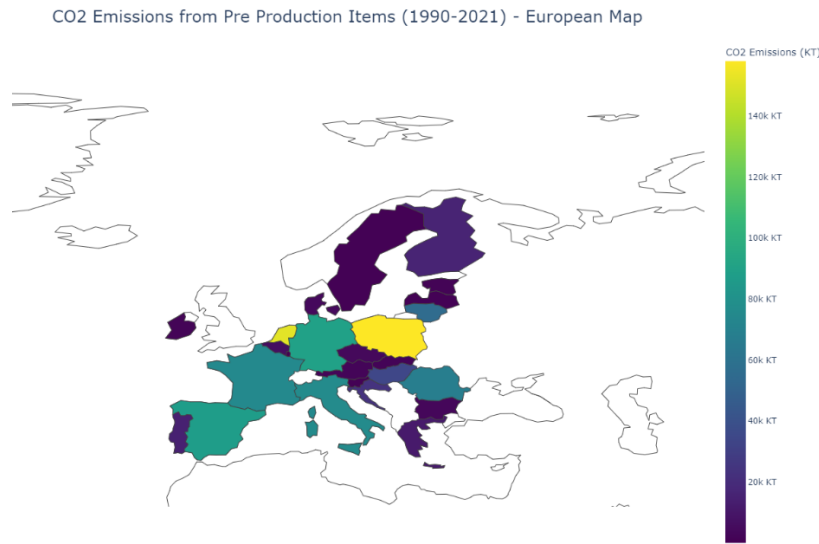 CO2 Emissions from Pre Production Items (1990-2021) - European Map
CO2 Emissions (KT)
140k KT
120k KT
100k KT
80k KT
60k KT
40k KT
20k KT